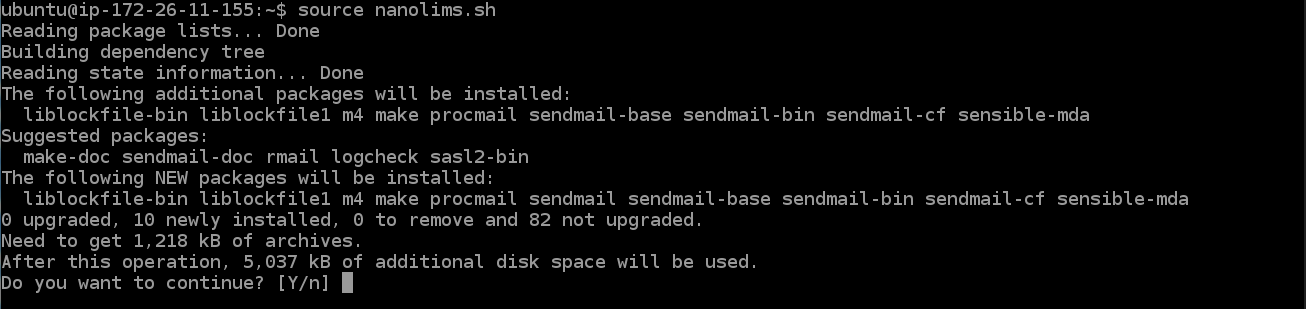 ubuntu@ip-172-26-11-155:~$ source nanolims.sh
Reading package lists... Done
Building dependency tree
Reading state information... Done
The following additional packages will be installed:
  liblockfile-bin liblockfile1 m4 make procmail sendmail-base sendmail-bin sendmail-cf sensible-mda
Suggested packages:
  make-doc sendmail-doc rmail logcheck sasl2-bin
The following NEW packages will be installed:
  liblockfile-bin liblockfile1 m4 make procmail sendmail sendmail-base sendmail-bin sendmail-cf sensible-mda
0 upgraded, 10 newly installed, 0 to remove and 82 not upgraded.
Need to get 1,218 kB of archives.
After this operation, 5,037 kB of additional disk space will be used.
Do you want to continue? [Y/n]